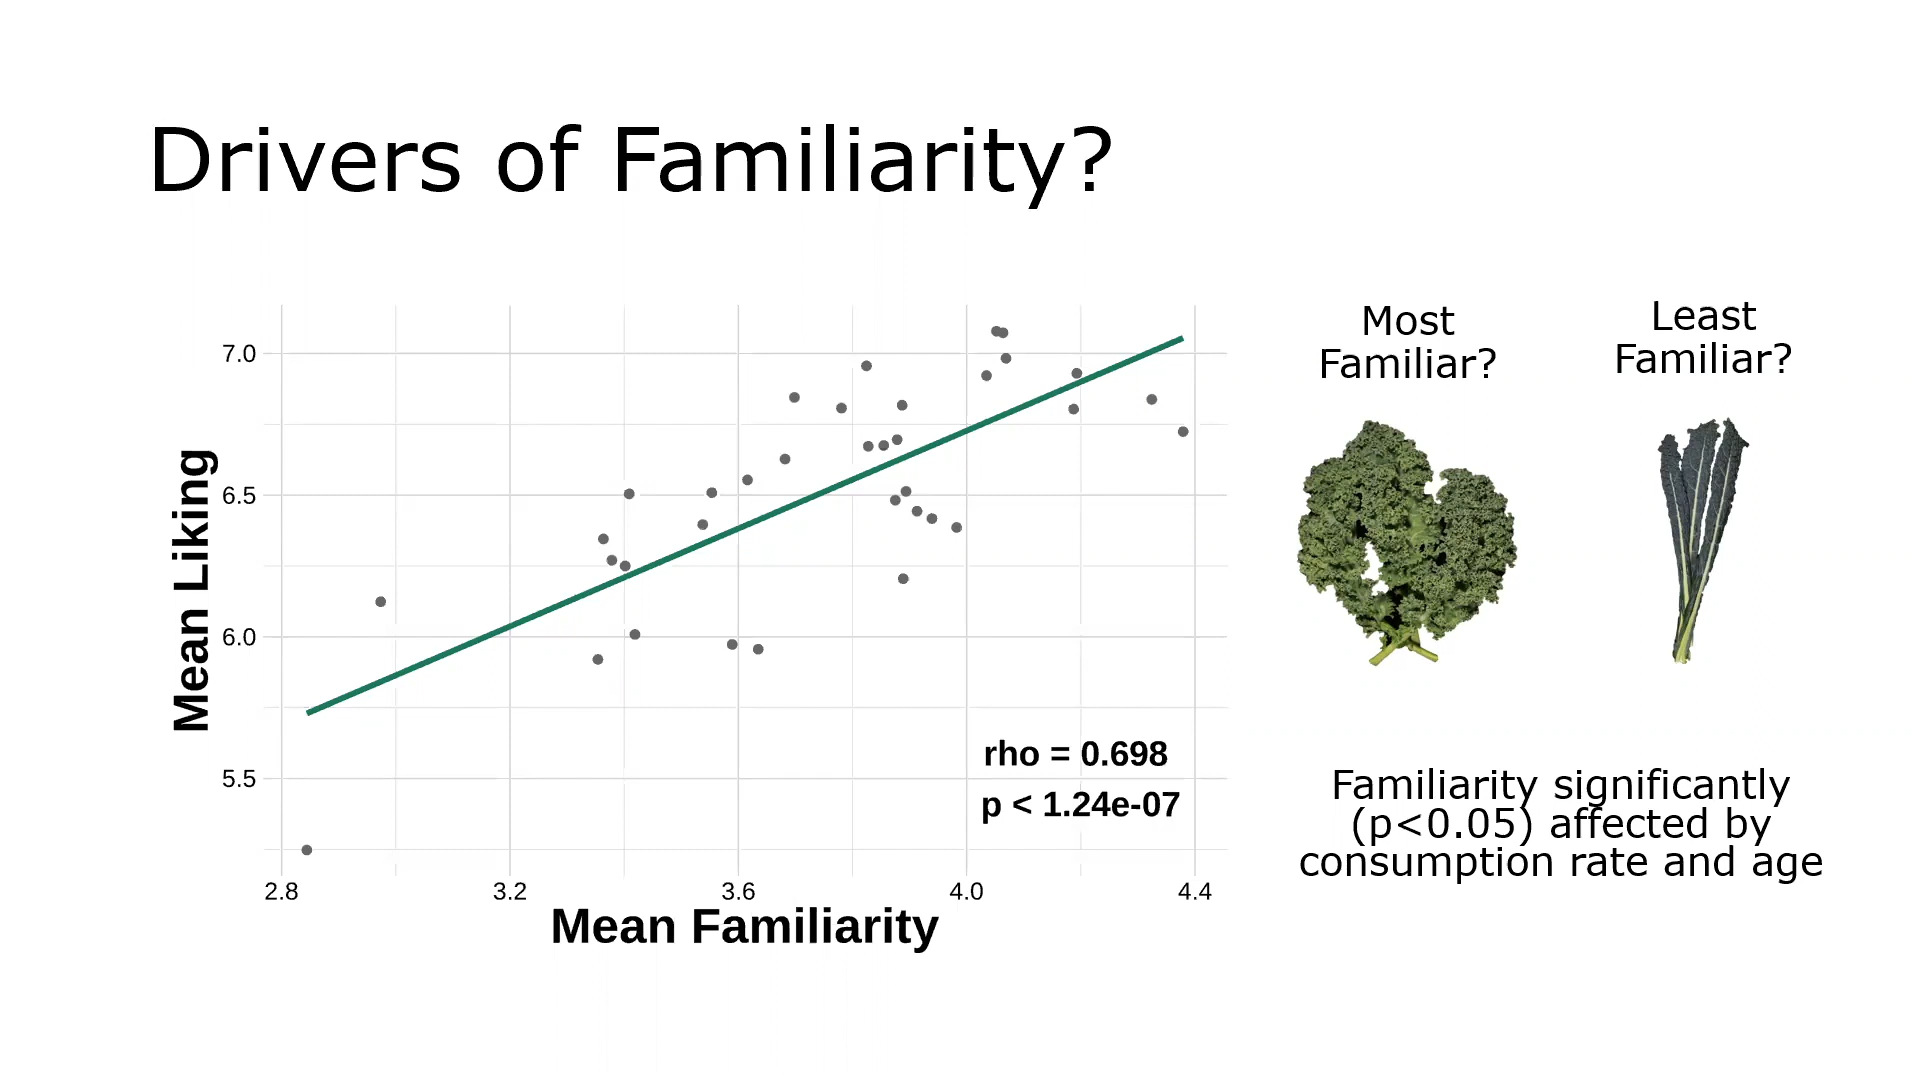 Drivers of Familiarity?
Mean Liking
7.0
6.5
6.0
5.5
2.8
3.2
3.6
4.0
4.4
Mean Familiarity
rho = 0.698
p < 1.24e-07
Most
Familiar?
Least
Familiar?
Familiarity significantly
(p<0.05) affected by
consumption rate and age